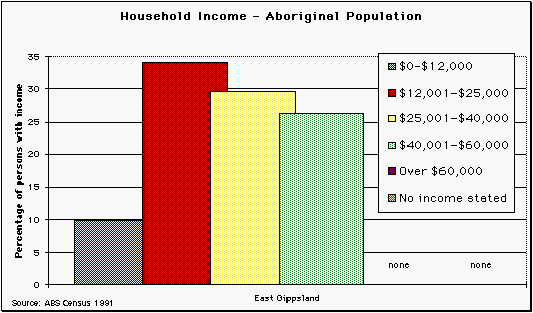 Household Income - Aboriginal Population
Percentage of persons with income
35
30
25
20
15
10
5
0
$0-$12,000
$12,001-$25,000
$25,001-$40,000
$40,001-$60,000
Over $60,000
No income stated
none
none
East Gippsland
Source: ABS Census 1991